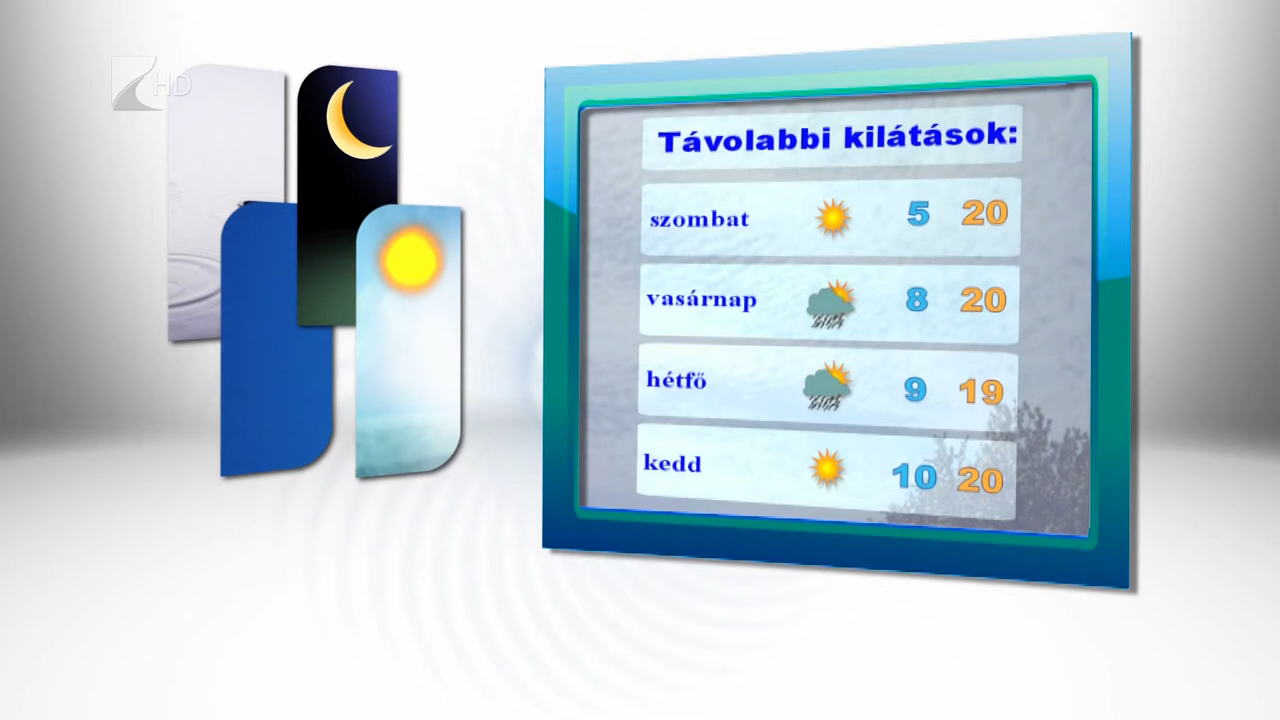 HD
Távolabbi kilátások:
szombat 5 20
vasárnap 8 20
hétfő 9 19
kedd 10 20